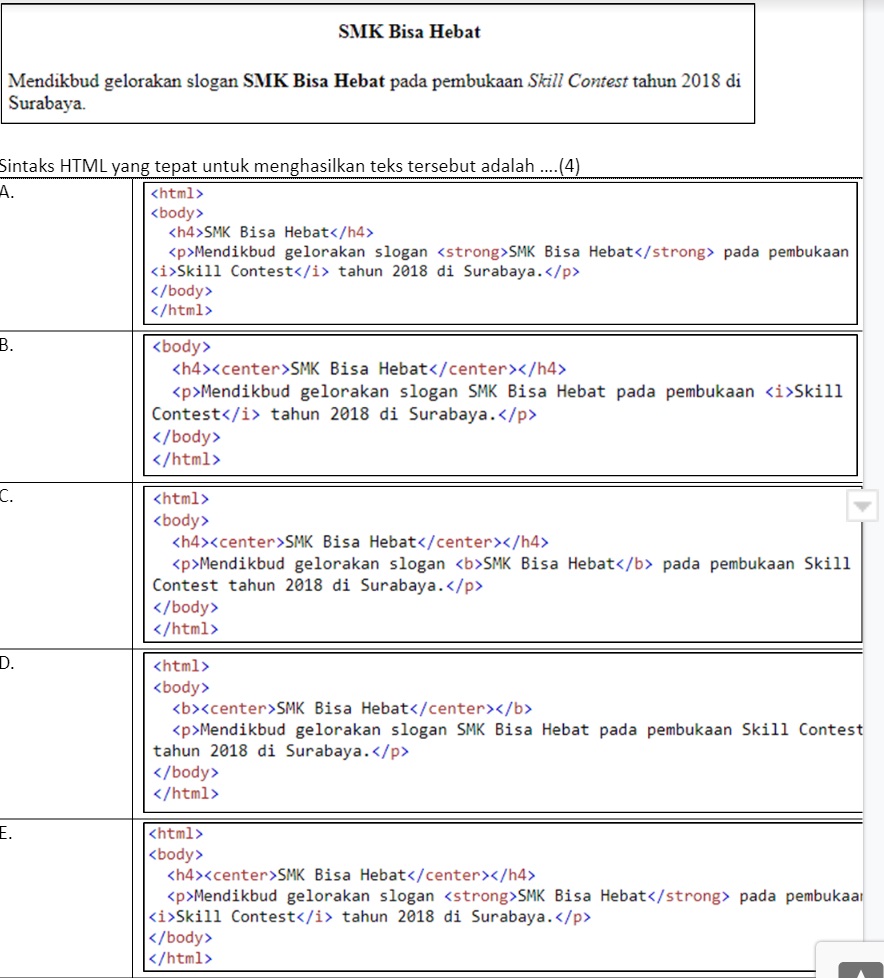 SMK Bisa Hebat
Mendikbud gelorakan slogan SMK Bisa Hebat pada pembukaan Skill Contest tahun 2018 di
Surabaya.
Sintaks HTML yang tepat untuk menghasilkan teks tersebut adalah ....(4)
A.
<html>
<body>
<h4>SMK Bisa Hebat</h4>
<p>Mendikbud gelorakan slogan <strong>SMK Bisa Hebat</strong> pada pembukaan
<i>Skill Contest</i> tahun 2018 di Surabaya.</p>
</body>
</html>
B.
<body>
<h4><center>SMK Bisa Hebat</center></h4>
<p>Mendikbud gelorakan slogan SMK Bisa Hebat pada pembukaan <i>Skill
Contest</i> tahun 2018 di Surabaya.</p>
</body>
</html>
C.
<html>
<body>
<h4><center>SMK Bisa Hebat</center></h4>
<p>Mendikbud gelorakan slogan <b>SMK Bisa Hebat</b> pada pembukaan Skill
Contest tahun 2018 di Surabaya.</p>
</body>
</html>
D.
<html>
<body>
<b><center>SMK Bisa Hebat</center></b>
<p>Mendikbud gelorakan slogan SMK Bisa Hebat pada pembukaan Skill Contest
tahun 2018 di Surabaya.</p>
</body>
</html>
E.
<html>
<body>
<h4><center>SMK Bisa Hebat</center></h4>
<p>Mendikbud gelorakan slogan <strong>SMK Bisa Hebat</strong> pada pembukaan
<i>Skill Contest</i> tahun 2018 di Surabaya.</p>
</body>
</html>